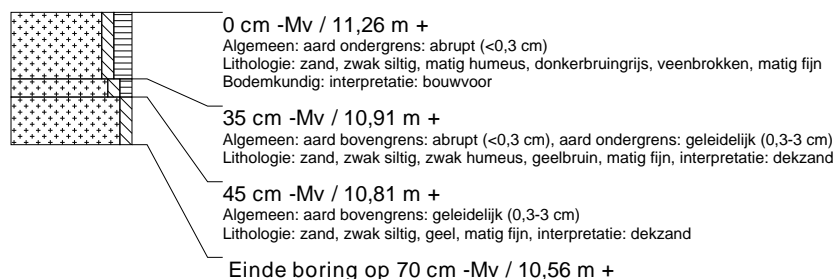 0 cm -Mv / 11,26 m +
Algemeen: aard ondergrens: abrupt (<0,3 cm)
Lithologie: zand, zwak siltig, matig humeus, donkerbruingrijs, veenbrokken, matig fijn
Bodemkundig: interpretatie: bouwvoor
35 cm -Mv / 10,91 m +
Algemeen: aard bovengrens: abrupt (<0,3 cm), aard ondergrens: geleidelijk (0,3-3 cm)
Lithologie: zand, zwak siltig, zwak humeus, geelbruin, matig fijn, interpretatie: dekzand
45 cm -Mv / 10,81 m +
Algemeen: aard bovengrens: geleidelijk (0,3-3 cm)
Lithologie: zand, zwak siltig, geel, matig fijn, interpretatie: dekzand
Einde boring op 70 cm -Mv / 10,56 m +